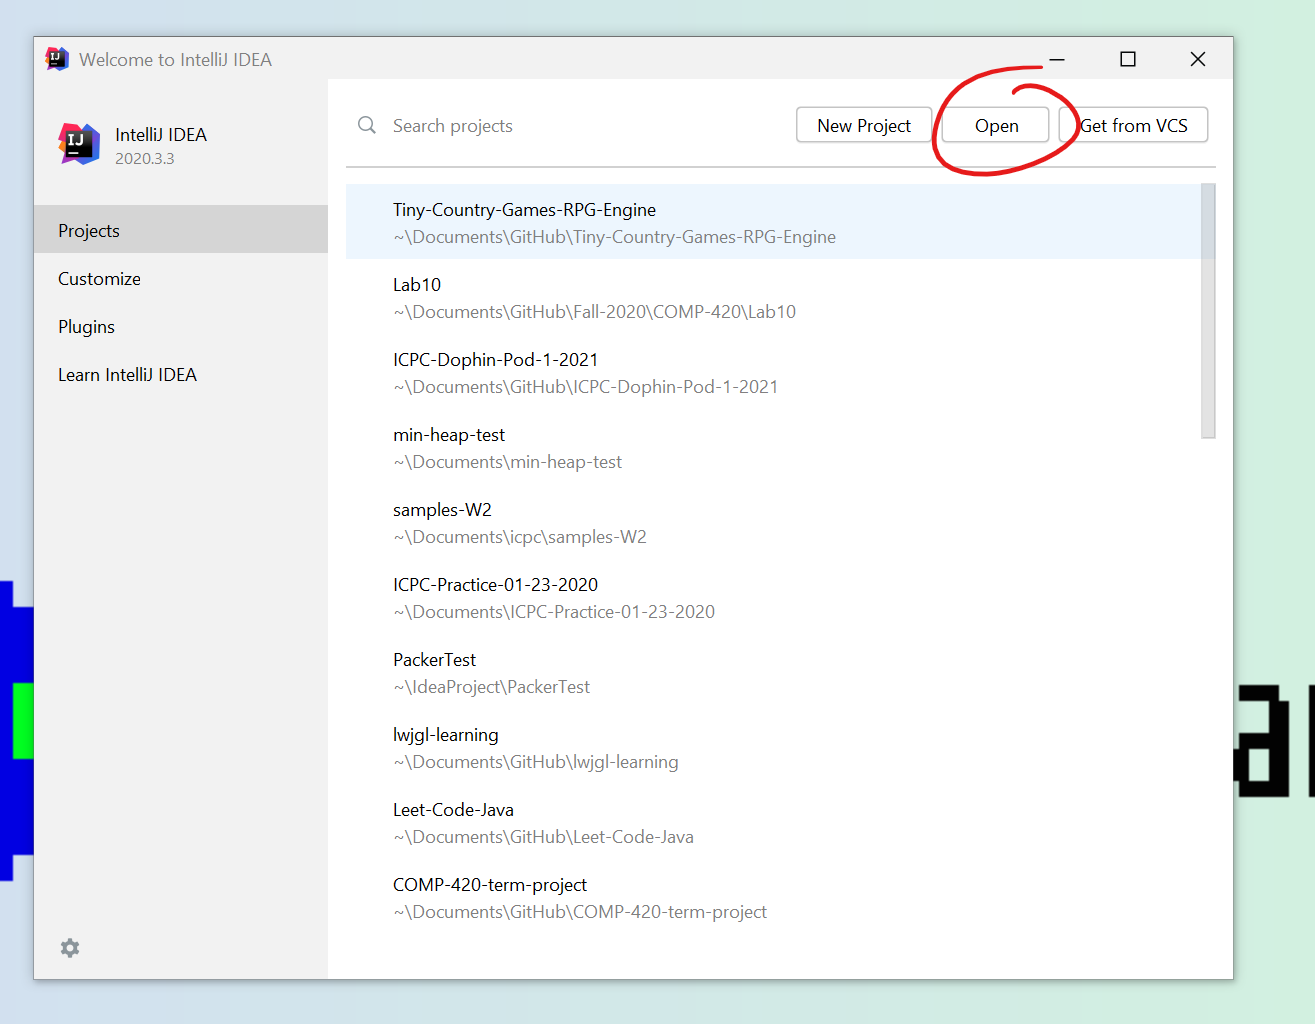 Welcome to IntelliJ IDEA
IntelliJ IDEA
2020.3.3
Search projects
New Project
Open
Get from VCS
Projects
Customize
Plugins
Learn IntelliJ IDEA
Tiny-Country-Games-RPG-Engine
~\Documents\GitHub\Tiny-Country-Games-RPG-Engine
Lab10
~\Documents\GitHub\Fall-2020\COMP-420\Lab10
ICPC-Dophin-Pod-1-2021
~\Documents\GitHub\ICPC-Dophin-Pod-1-2021
min-heap-test
~\Documents\min-heap-test
samples-W2
~\Documents\icpc\samples-W2
ICPC-Practice-01-23-2020
~\Documents\ICPC-Practice-01-23-2020
PackerTest
~\IdeaProject\PackerTest
lwjgl-learning
~\Documents\GitHub\lwjgl-learning
Leet-Code-Java
~\Documents\GitHub\Leet-Code-Java
COMP-420-term-project
~\Documents\GitHub\COMP-420-term-project